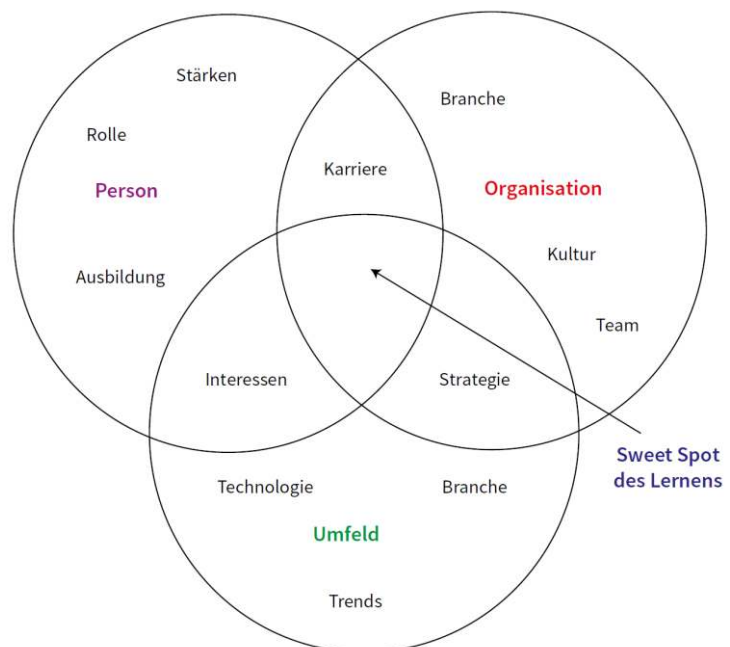 Stärken
Branche
Rolle
Karriere
Person
Organisation
Kultur
Ausbildung
Team
Interessen
Strategie
Sweet Spot
des Lernens
Technologie
Branche
Umfeld
Trends